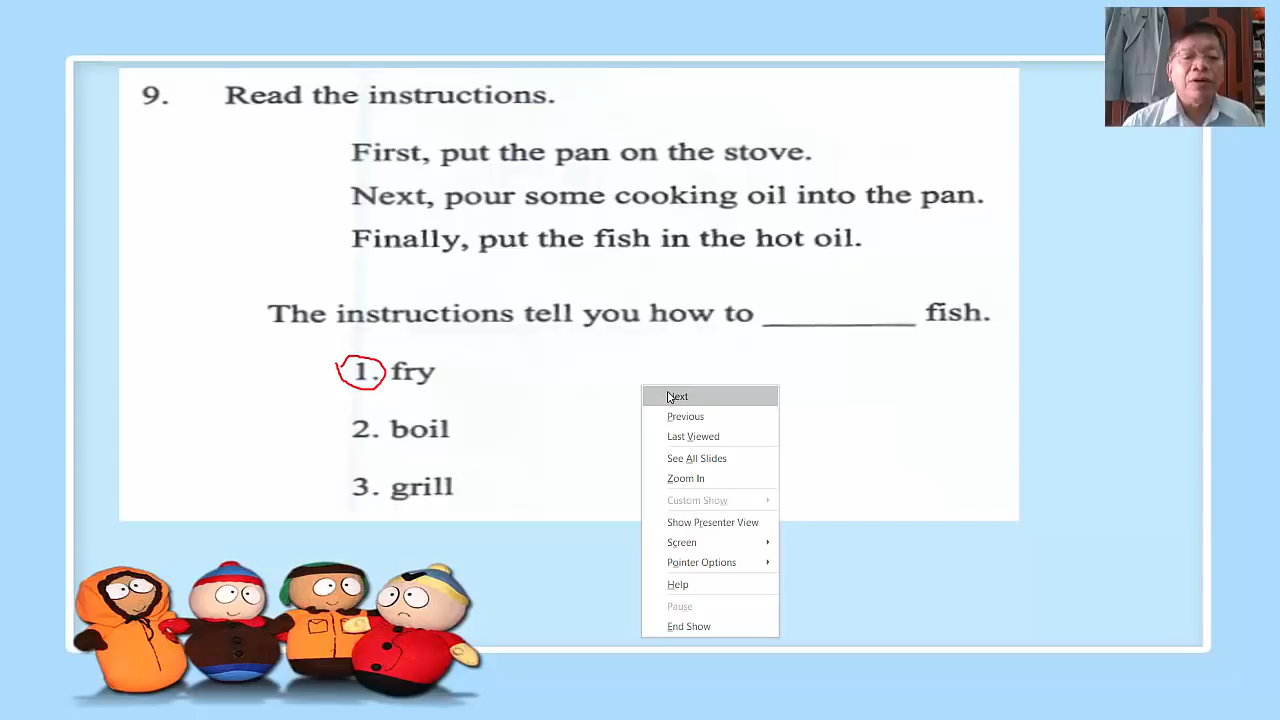 9. Read the instructions.
First, put the pan on the stove.
Next, pour some cooking oil into the pan.
Finally, put the fish in the hot oil.
The instructions tell you how to __________ fish.
1. fry
2. boil
3. grill
Next
Previous
Last Viewed
See All Slides
Zoom In
Custom Show
Show Presenter View
Screen
Pointer Options
Help
Pause
End Show